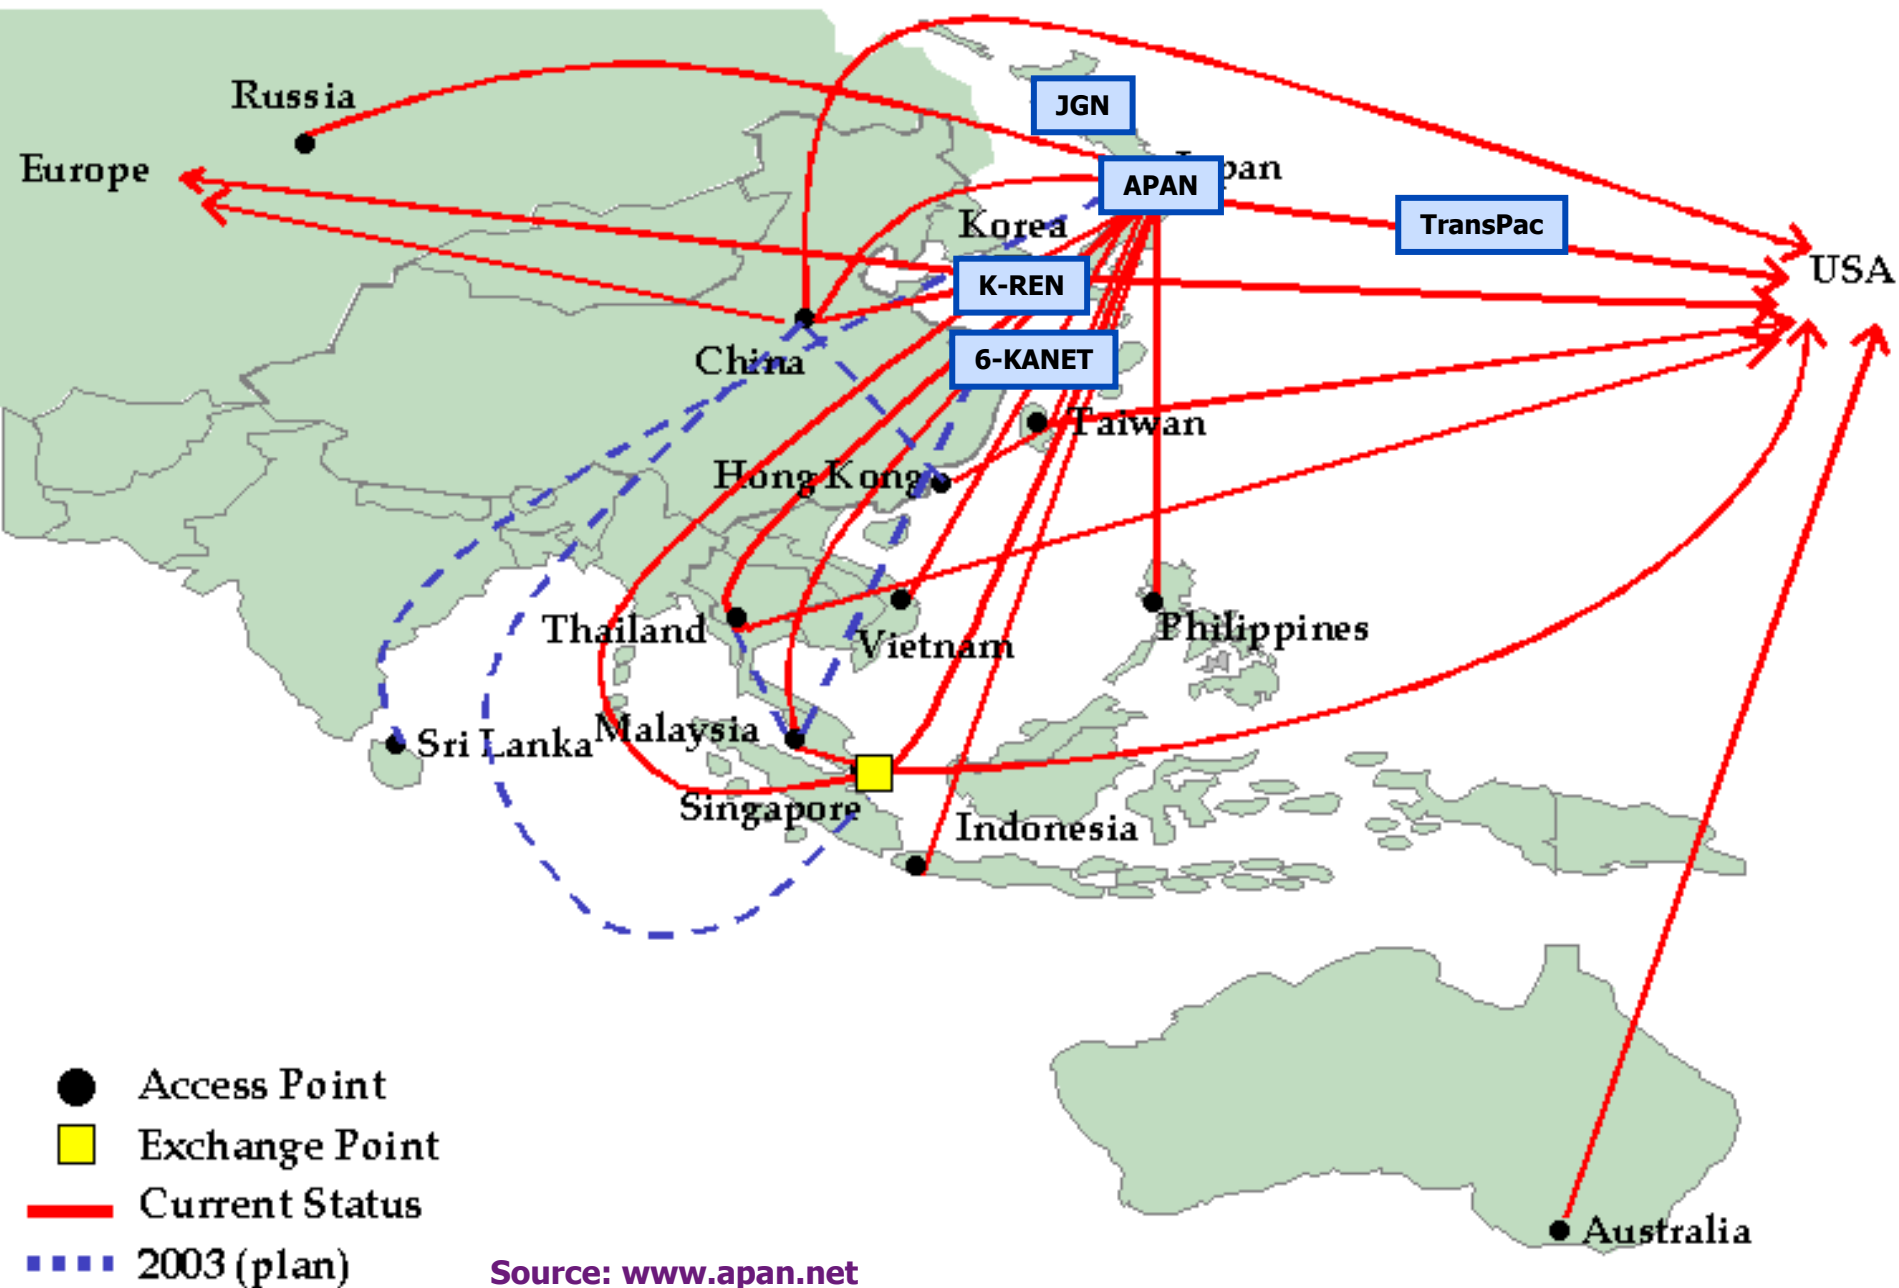 Russia
JGN
Europe
pan
APAN
Korea
TransPac
USA
K-REN
China
6-KANET
Taiwan
Hong Kong
Thailand
Vietnam
Philippines
Malaysia
Sri Lanka
Singapore
Indonesia
Access Point
Exchange Point
Current Status
Australia
2003 (plan)
Source: www.apan.net